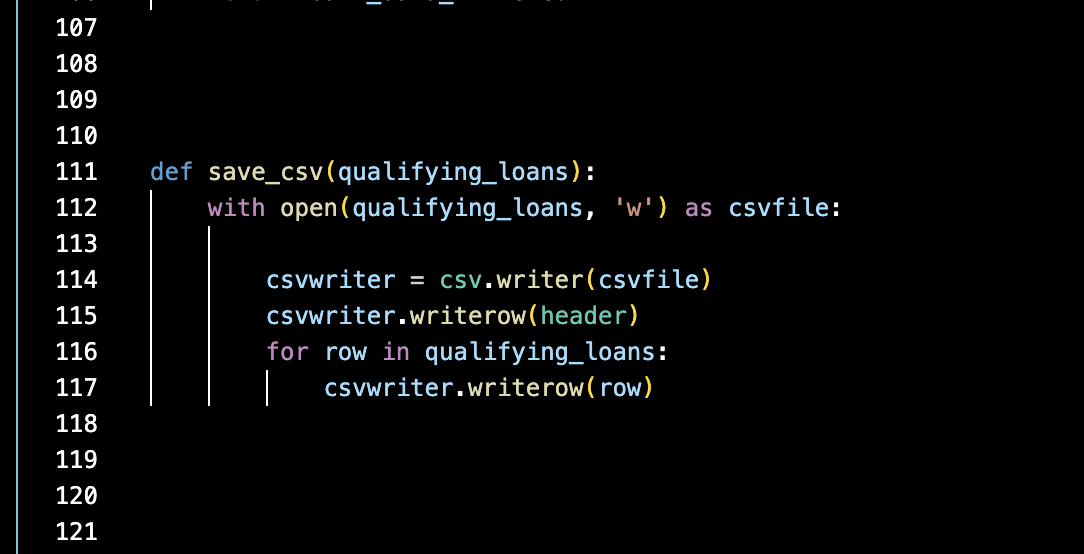 107
108
109
110
111 def save_csv(qualifying_loans):
112 with open(qualifying_loans, 'w') as csvfile:
113
114 csvwriter = csv.writer(csvfile)
115 csvwriter.writerow(header)
116 for row in qualifying_loans:
117 csvwriter.writerow(row)
118
119
120
121